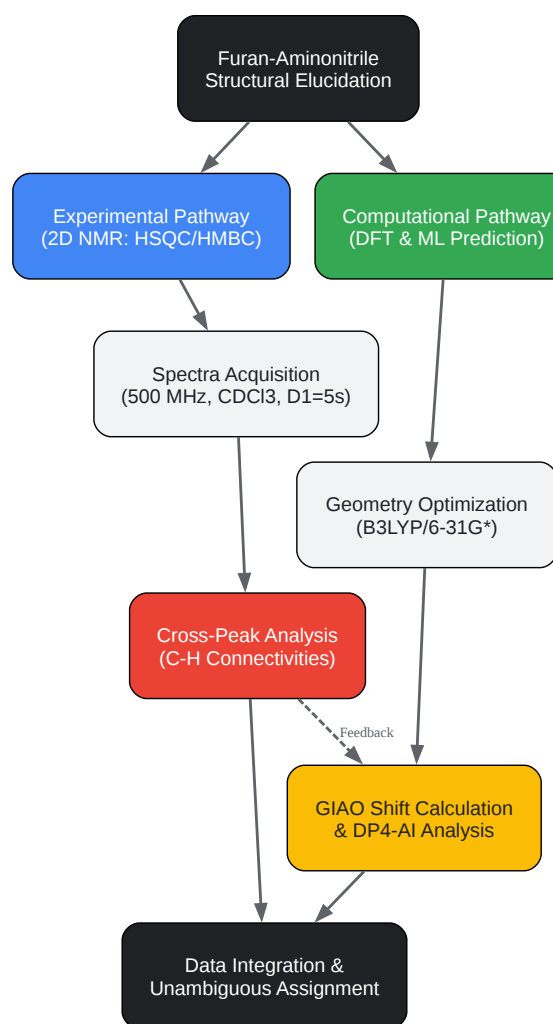 Furan-Aminonitrile
Structural Elucidation
Experimental Pathway
(2D NMR: HSQC/HMBC)
Computational Pathway
(DFT & ML Prediction)
Spectra Acquisition
(500 MHz, CDCl3, D1=5s)
Geometry Optimization
(B3LYP/6-31G*)
Cross-Peak Analysis
(C-H Connectivities)
Feedback
GIAO Shift Calculation
& DP4-AI Analysis
Data Integration &
Unambiguous Assignment